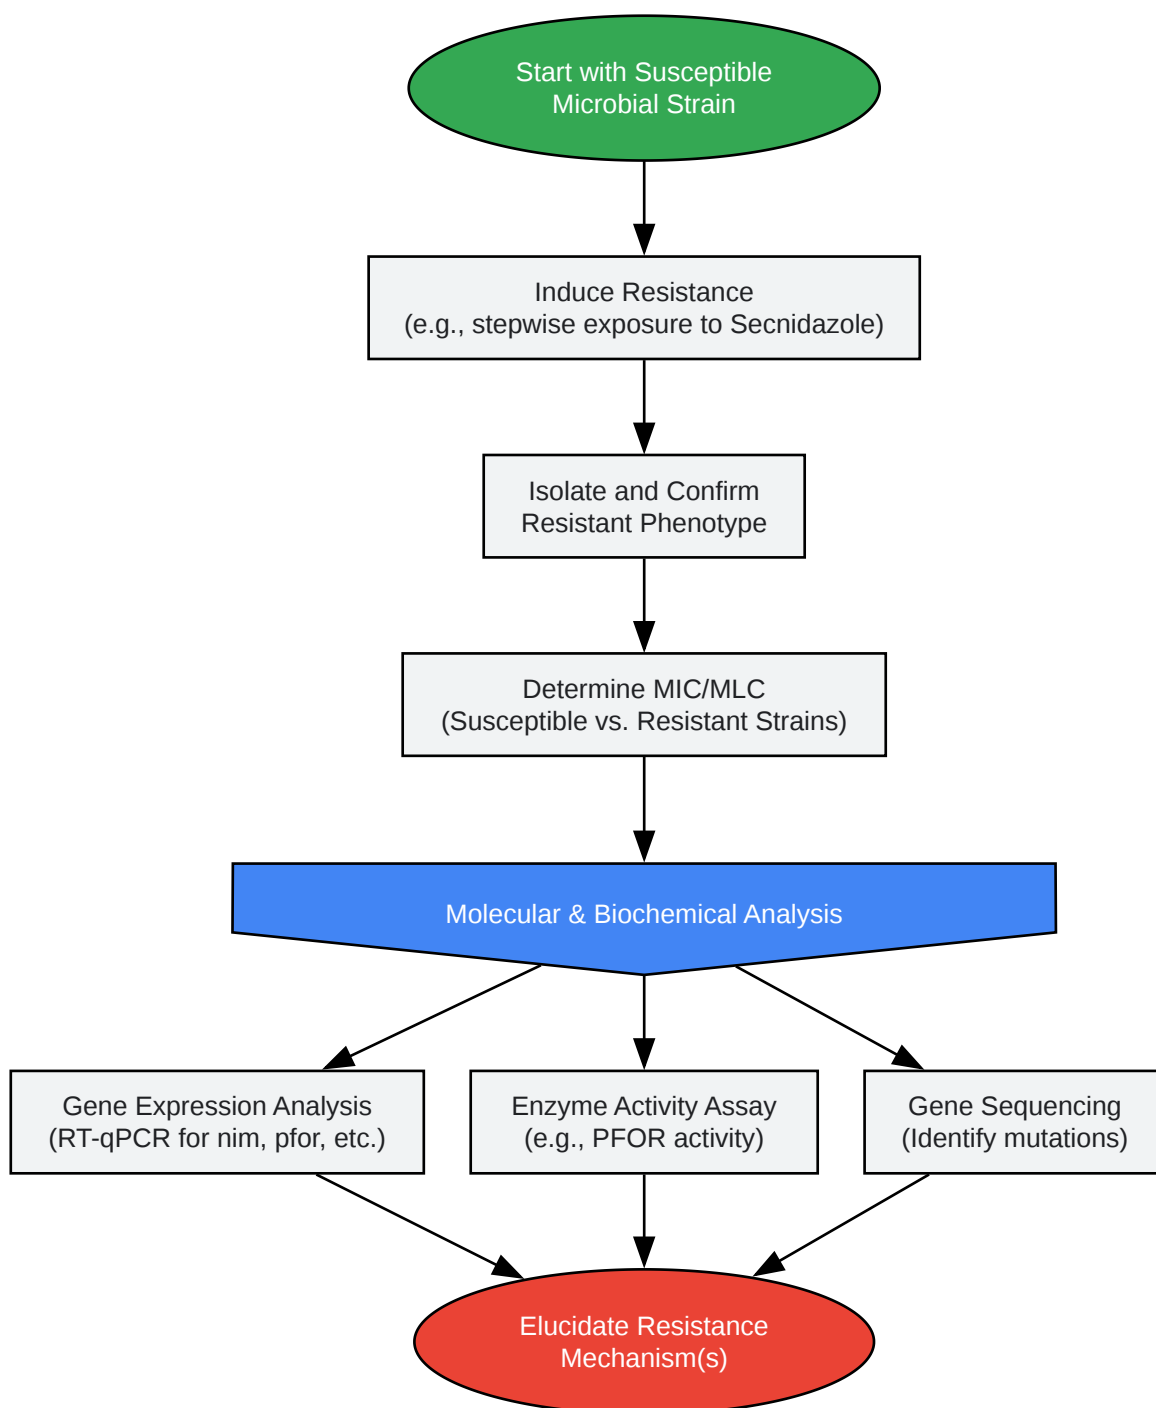 Start with Susceptible
Microbial Strain
Induce Resistance
(e.g., stepwise exposure to Secnidazole)
Isolate and Confirm
Resistant Phenotype
Determine MIC/MLC
(Susceptible vs. Resistant Strains)
Molecular & Biochemical Analysis
Gene Expression Analysis
(RT-qPCR for nim, pfor, etc.)
Enzyme Activity Assay
(e.g., PFOR activity)
Gene Sequencing
(Identify mutations)
Elucidate Resistance
Mechanism(s)